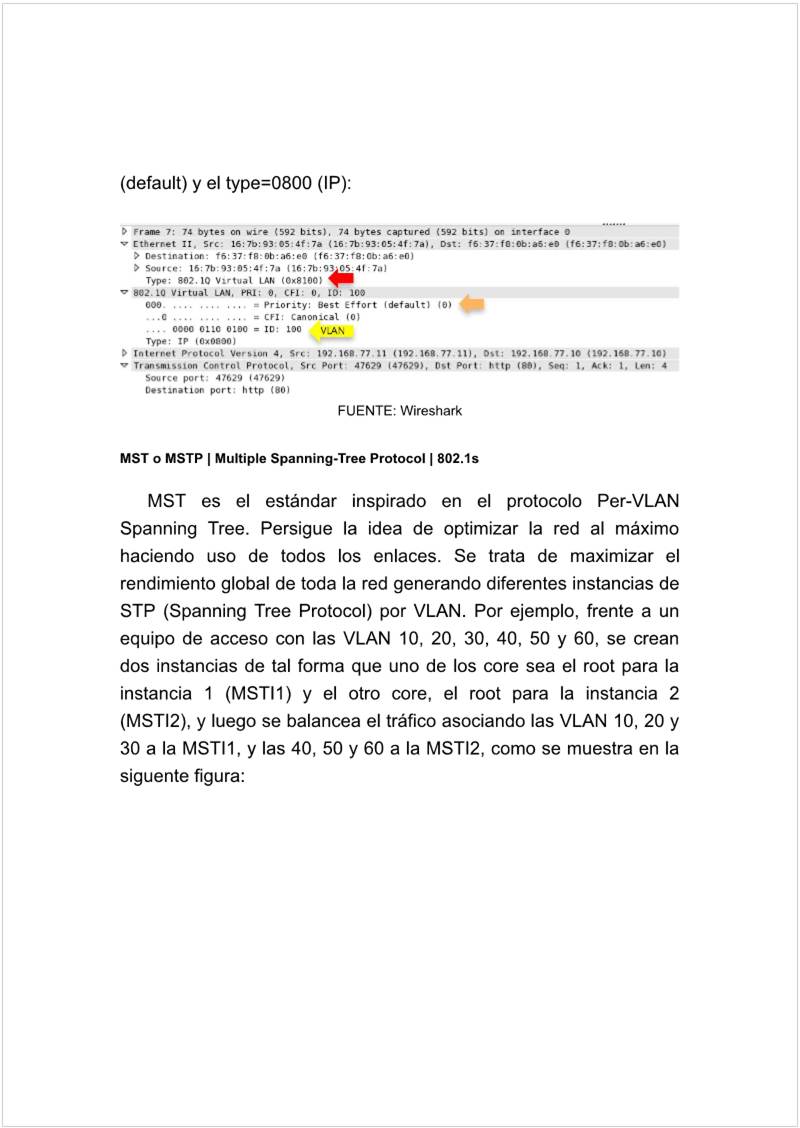 (default) y el type=0800 (IP):
Frame 7: 74 bytes on wire (592 bits), 74 bytes captured (592 bits) on interface 0
Ethernet II, Src: 16:7b:93:05:4f:7a (16:7b:93:05:4f:7a), Dst: f6:37:f8:0b:a6:e0 (f6:37:f8:0b:a6:e0)
Destination: f6:37:f8:0b:a6:e0 (f6:37:f8:0b:a6:e0)
Source: 16:7b:93:05:4f:7a (16:7b:93:05:4f:7a)
Type: 802.1Q Virtual LAN (0x8100)
802.1Q Virtual LAN, PRI: 0, CFI: 0, ID: 100
000. .... .... .... = Priority: Best Effort (default) (0)
...0 .... .... .... = CFI: Canonical (0)
.... 0000 0110 0100 = ID: 100 VLAN
Type: IP (0x0800)
Internet Protocol Version 4, Src: 192.168.77.11 (192.168.77.11), Dst: 192.168.77.10 (192.168.77.10)
Transmission Control Protocol, Src Port: 47629 (47629), Dst Port: http (80), Seq: 1, Ack: 1, Len: 4
Source port: 47629 (47629)
Destination port: http (80)
FUENTE: Wireshark
MST o MSTP | Multiple Spanning-Tree Protocol | 802.1s
MST es el estándar inspirado en el protocolo Per-VLAN
Spanning Tree. Persigue la idea de optimizar la red al máximo
haciendo uso de todos los enlaces. Se trata de maximizar el
rendimiento global de toda la red generando diferentes instancias de
STP (Spanning Tree Protocol) por VLAN. Por ejemplo, frente a un
equipo de acceso con las VLAN 10, 20, 30, 40, 50 y 60, se crean
dos instancias de tal forma que uno de los core sea el root para la
instancia 1 (MSTI1) y el otro core, el root para la instancia 2
(MSTI2), y luego se balancea el tráfico asociando las VLAN 10, 20 y
30 a la MSTI1, y las 40, 50 y 60 a la MSTI2, como se muestra en la
siguente figura: